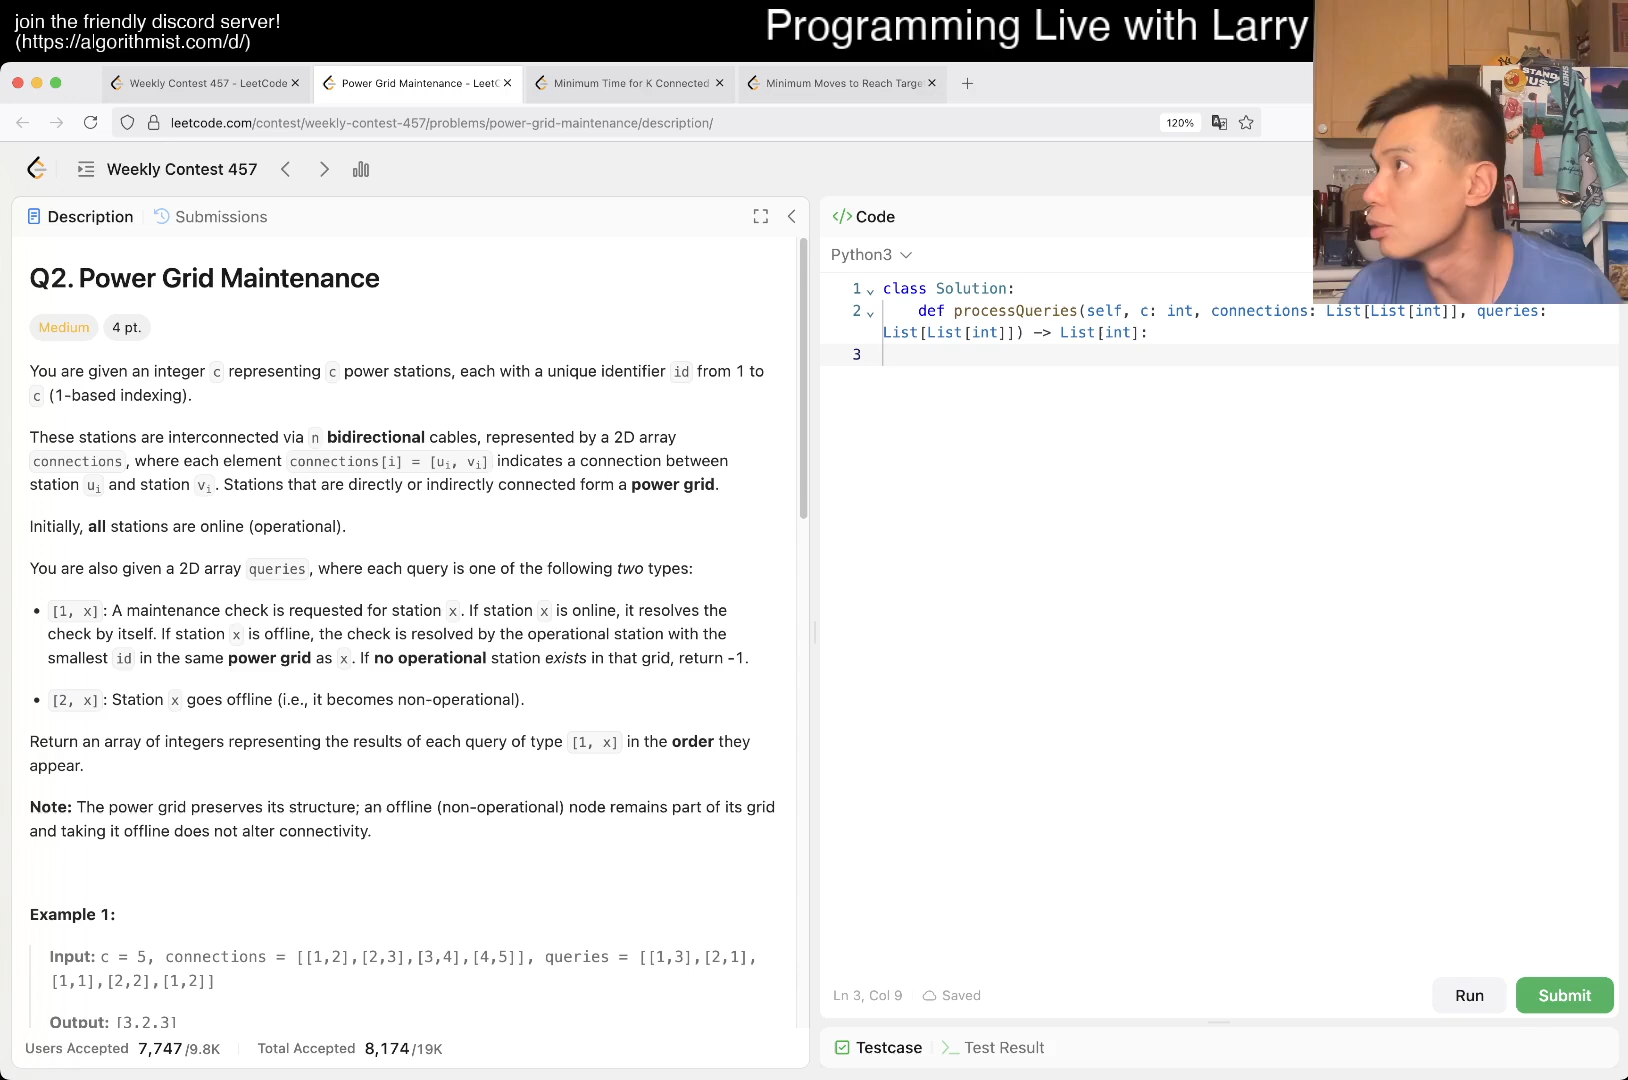 join the friendly discord server!
(https://algorithmist.com/d/)
Programming Live with Larry
Weekly Contest 457 - LeetCode
Power Grid Maintenance - LeetC
Minimum Time for K Connected
Minimum Moves to Reach Targe
leetcode.com/contest/weekly-contest-457/problems/power-grid-maintenance/description/
120%
Weekly Contest 457
Description
Submissions
Q2. Power Grid Maintenance
Medium
4 pt.
You are given an integer c representing c power stations, each with a unique identifier id from 1 to
c (1-based indexing).
These stations are interconnected via n bidirectional cables, represented by a 2D array
connections, where each element connections[i] = [ui, vi] indicates a connection between
station ui and station vi. Stations that are directly or indirectly connected form a power grid.
Initially, all stations are online (operational).
You are also given a 2D array queries, where each query is one of the following two types:
• [1, x]: A maintenance check is requested for station x. If station x is online, it resolves the
check by itself. If station x is offline, the check is resolved by the operational station with the
smallest id in the same power grid as x. If no operational station exists in that grid, return -1.
• [2, x]: Station x goes offline (i.e., it becomes non-operational).
Return an array of integers representing the results of each query of type [1, x] in the order they
appear.
Note: The power grid preserves its structure; an offline (non-operational) node remains part of its grid
and taking it offline does not alter connectivity.
Example 1:
Input: c = 5, connections = [[1,2],[2,3],[3,4],[4,5]], queries = [[1,3],[2,1],
[1,1],[2,2],[1,2]]
Output: [3,2,3]
Users Accepted 7,747/9.8K
Total Accepted 8,174/19K
</> Code
Python3
1 class Solution:
2 def processQueries(self, c: int, connections: List[List[int]], queries:
List[List[int]]) -> List[int]:
3
Ln 3, Col 9
Saved
Run
Submit
Testcase
>_ Test Result
STAND
US